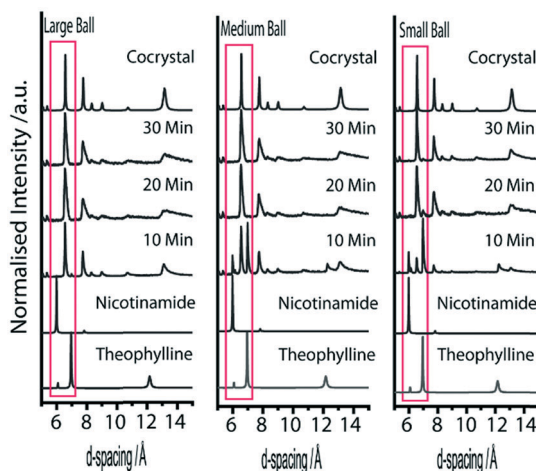 Large Ball
Medium Ball
Small Ball
Normalised Intensity /a.u.
Cocrystal
30 Min
20 Min
10 Min
Nicotinamide
Theophylline
Cocrystal
30 Min
20 Min
10 Min
Nicotinamide
Theophylline
Cocrystal
30 Min
20 Min
10 Min
Nicotinamide
Theophylline
6 8 10 12 14
6 8 10 12 14
6 8 10 12 14
d-spacing /Å
d-spacing /Å
d-spacing /Å